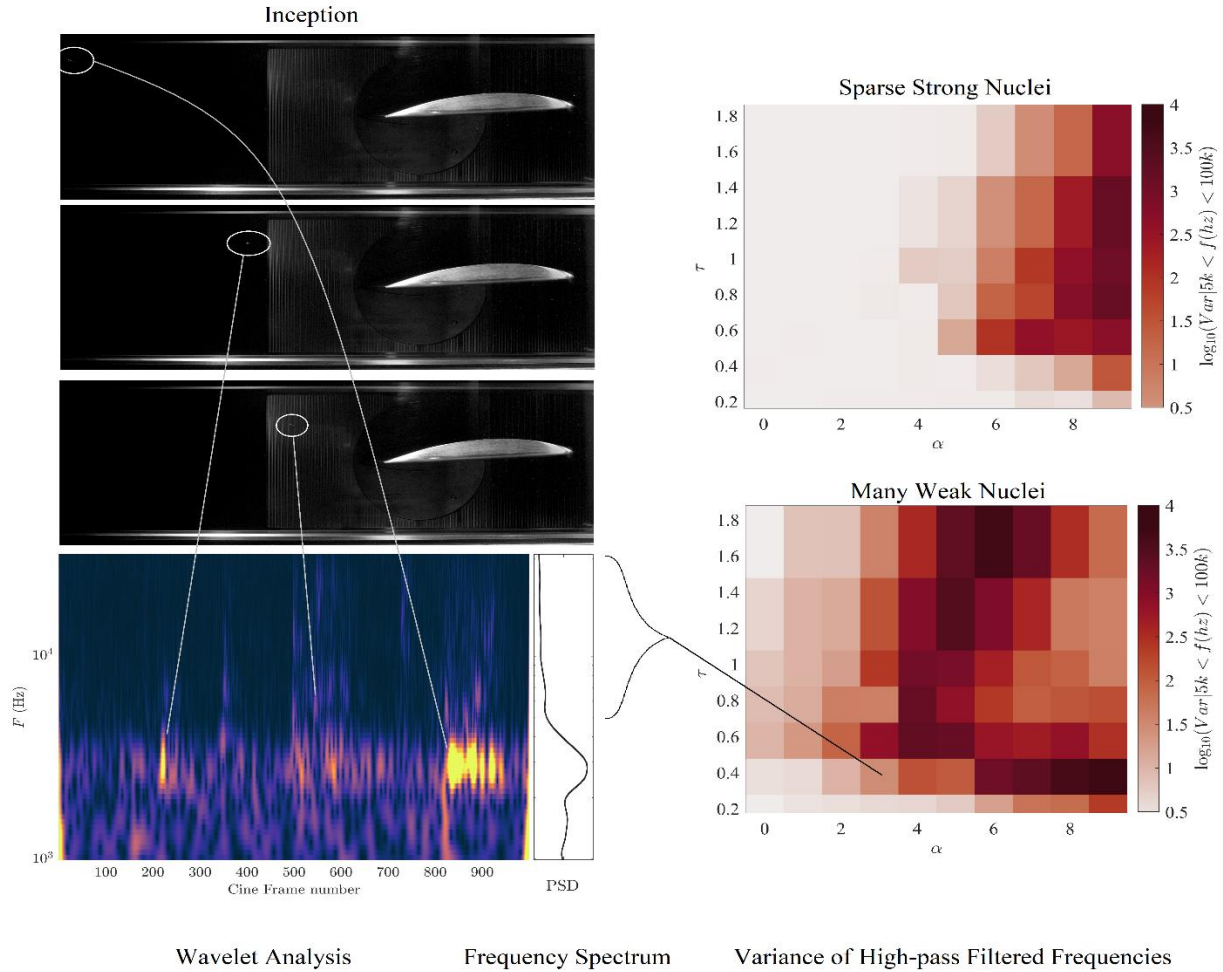 Inception
Sparse Strong Nuclei
1.8
1.6
1.4
1.2
1
0.8
0.6
0.4
0.2
τ
0 2 4 6 8
α
4
3.5
3
2.5
2
1.5
1
0.5
log₁₀(Var|5k < f(hz) < 100k)
Many Weak Nuclei
1.8
1.6
1.4
1.2
1
0.8
0.6
0.4
0.2
τ
0 2 4 6 8
α
4
3.5
3
2.5
2
1.5
1
0.5
log₁₀(Var|5k < f(hz) < 100k)
10⁴
10³
F (Hz)
100 200 300 400 500 600 700 800 900
Cine Frame number
PSD
Wavelet Analysis
Frequency Spectrum
Variance of High-pass Filtered Frequencies